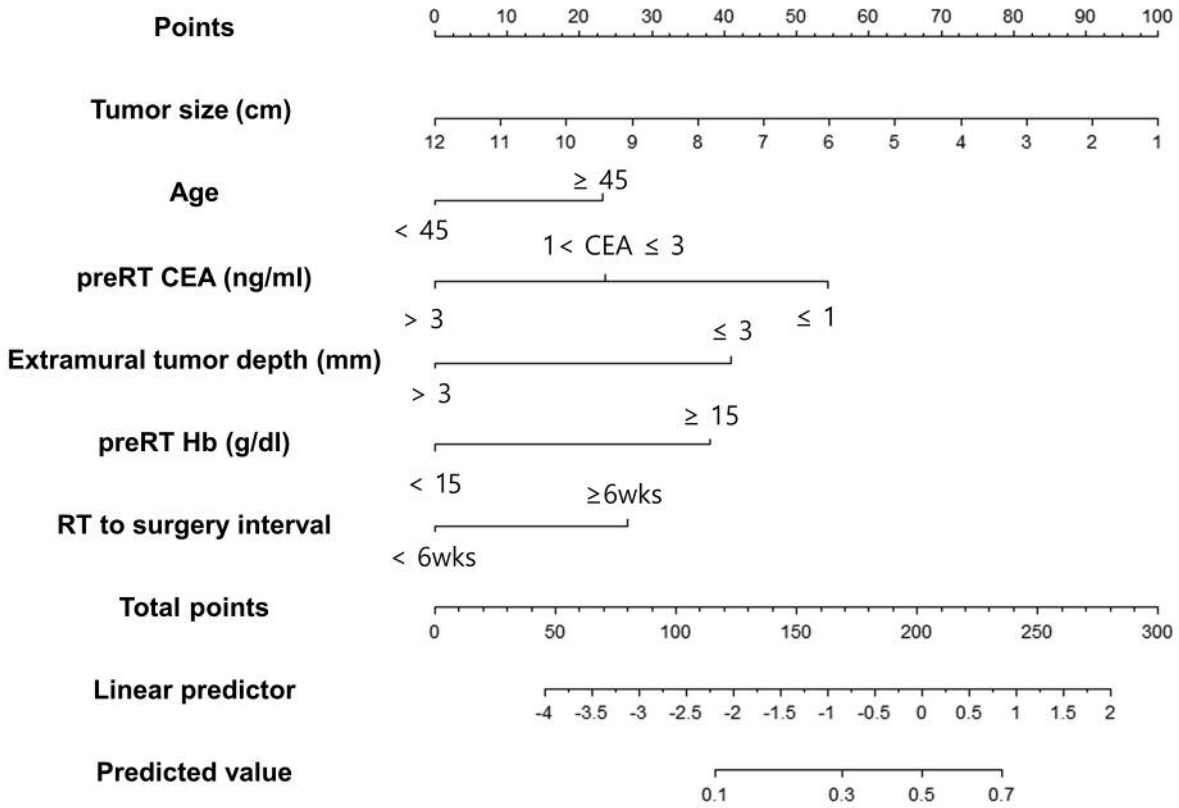 Points
0 10 20 30 40 50 60 70 80 90 100
Tumor size (cm)
12 11 10 9 8 7 6 5 4 3 2 1
Age
≥ 45
< 45
preRT CEA (ng/ml)
1< CEA ≤ 3
> 3
≤ 1
Extramural tumor depth (mm)
≤ 3
> 3
preRT Hb (g/dl)
≥ 15
< 15
RT to surgery interval
≥6wks
< 6wks
Total points
0 50 100 150 200 250 300
Linear predictor
-4 -3.5 -3 -2.5 -2 -1.5 -1 -0.5 0 0.5 1 1.5 2
Predicted value
0.1 0.3 0.5 0.7